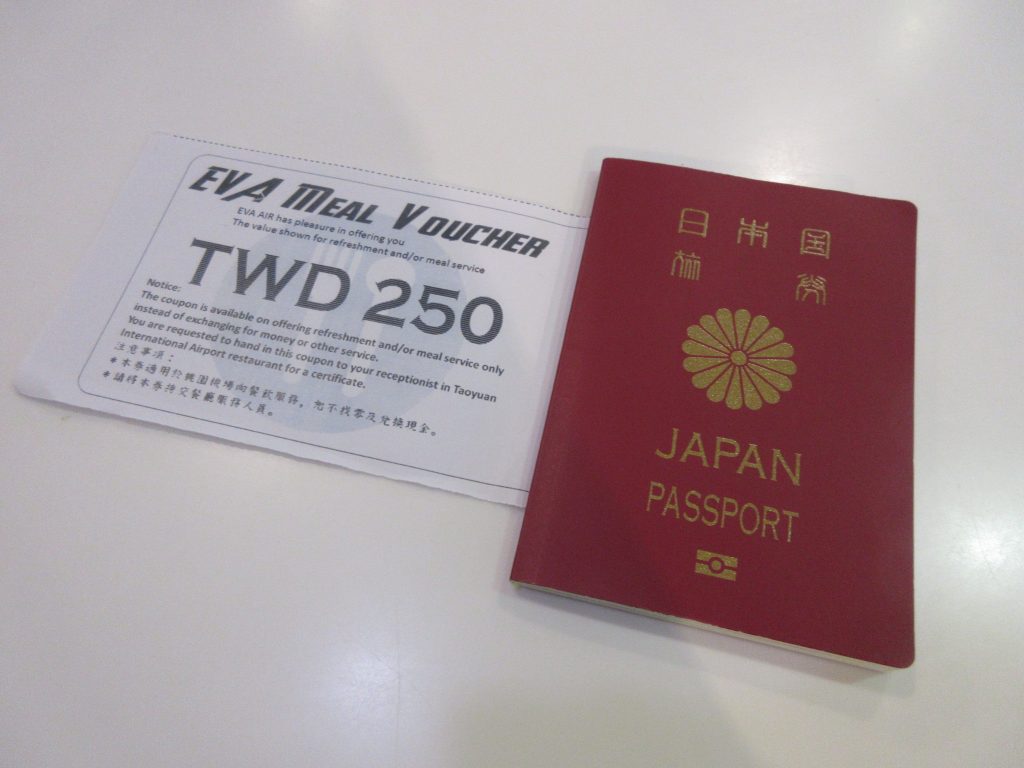 EVA MEAL VOUCHER
EVA AIR has pleasure in offering you
The value shown for refreshment and/or meal service
TWD 250
Notice:
The coupon is available on offering refreshment and/or meal service only
instead of exchanging for money or other service.
You are requested to hand in this coupon to your receptionist in Taoyuan
International Airport restaurant for a certificate.
注意事項：
*本券適用於桃園機場內餐飲服務，恕不找零及兌換現金。
*請將本券持交餐廳服務人員。
日本国
旅券
JAPAN
PASSPORT